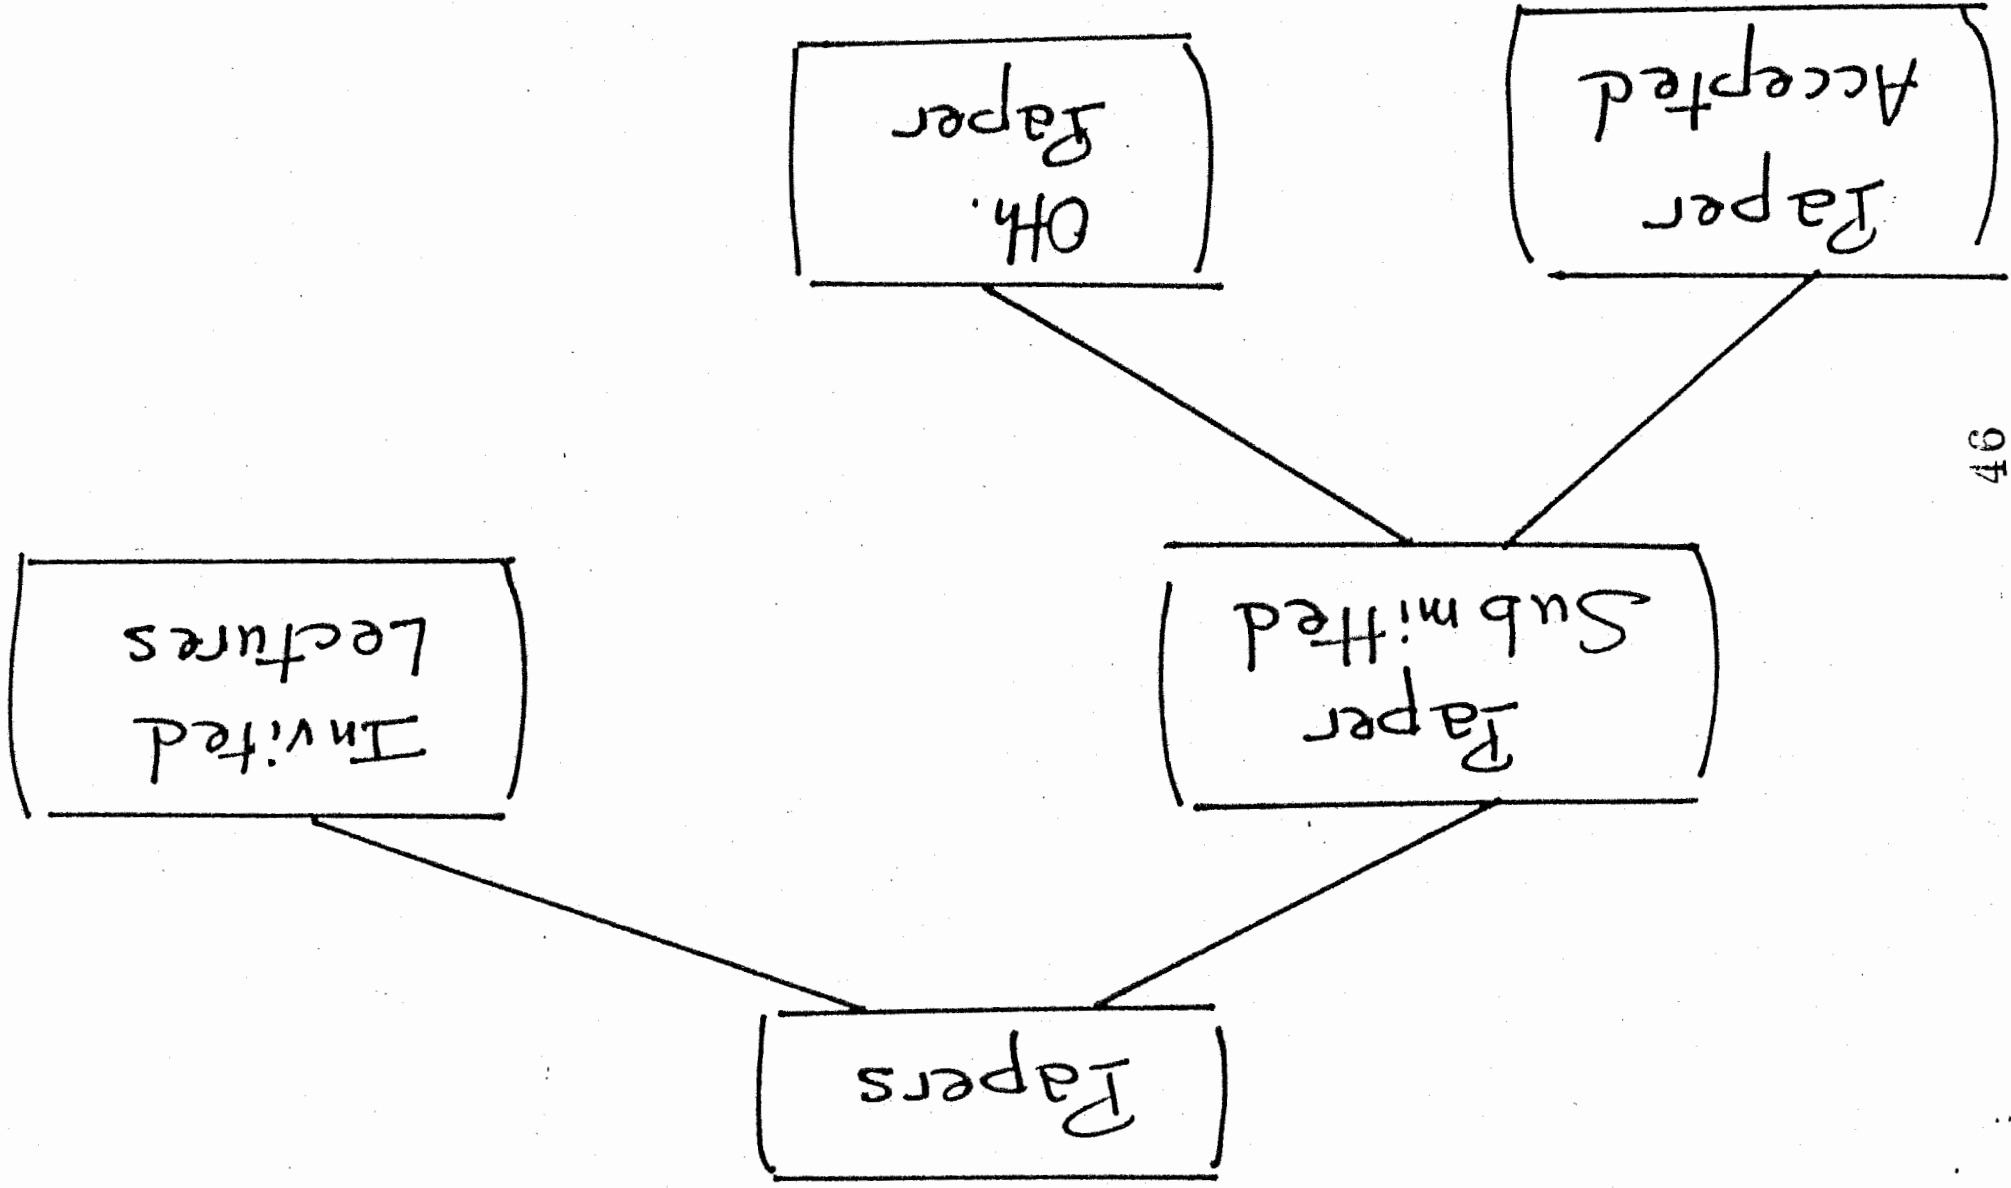 Papers
Paper
Submitted
Invited
Lectures
Paper
Accepted
Oth.
Paper
46